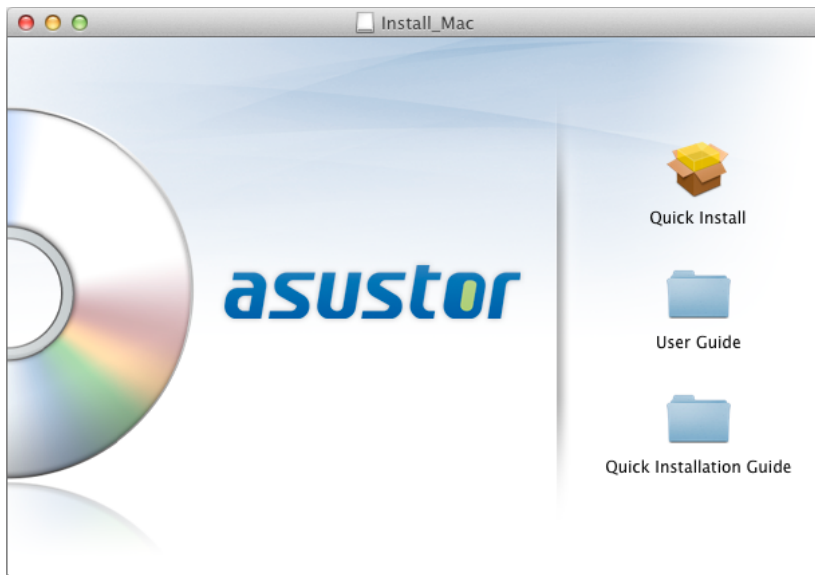 Install_Mac
asustor
Quick Install
User Guide
Quick Installation Guide